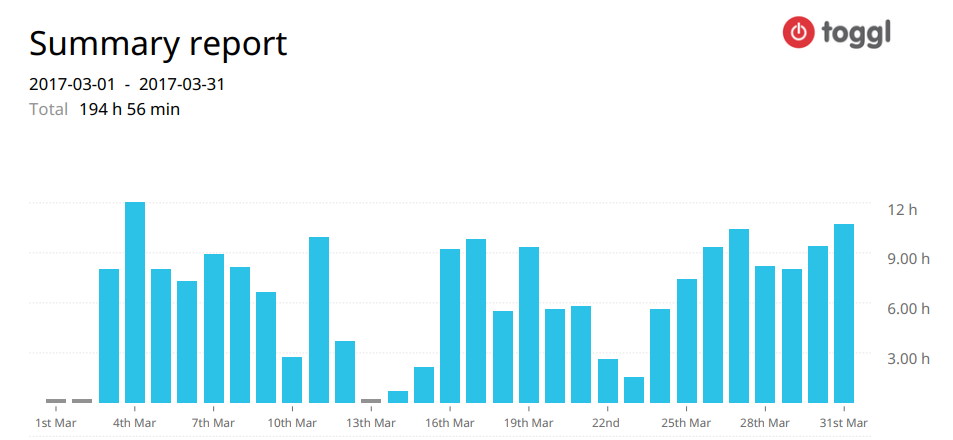 Summary report
toggl
2017-03-01 - 2017-03-31
Total 194 h 56 min
12 h
9.00 h
6.00 h
3.00 h
1st Mar 4th Mar 7th Mar 10th Mar 13th Mar 16th Mar 19th Mar 22nd 25th Mar 28th Mar 31st Mar